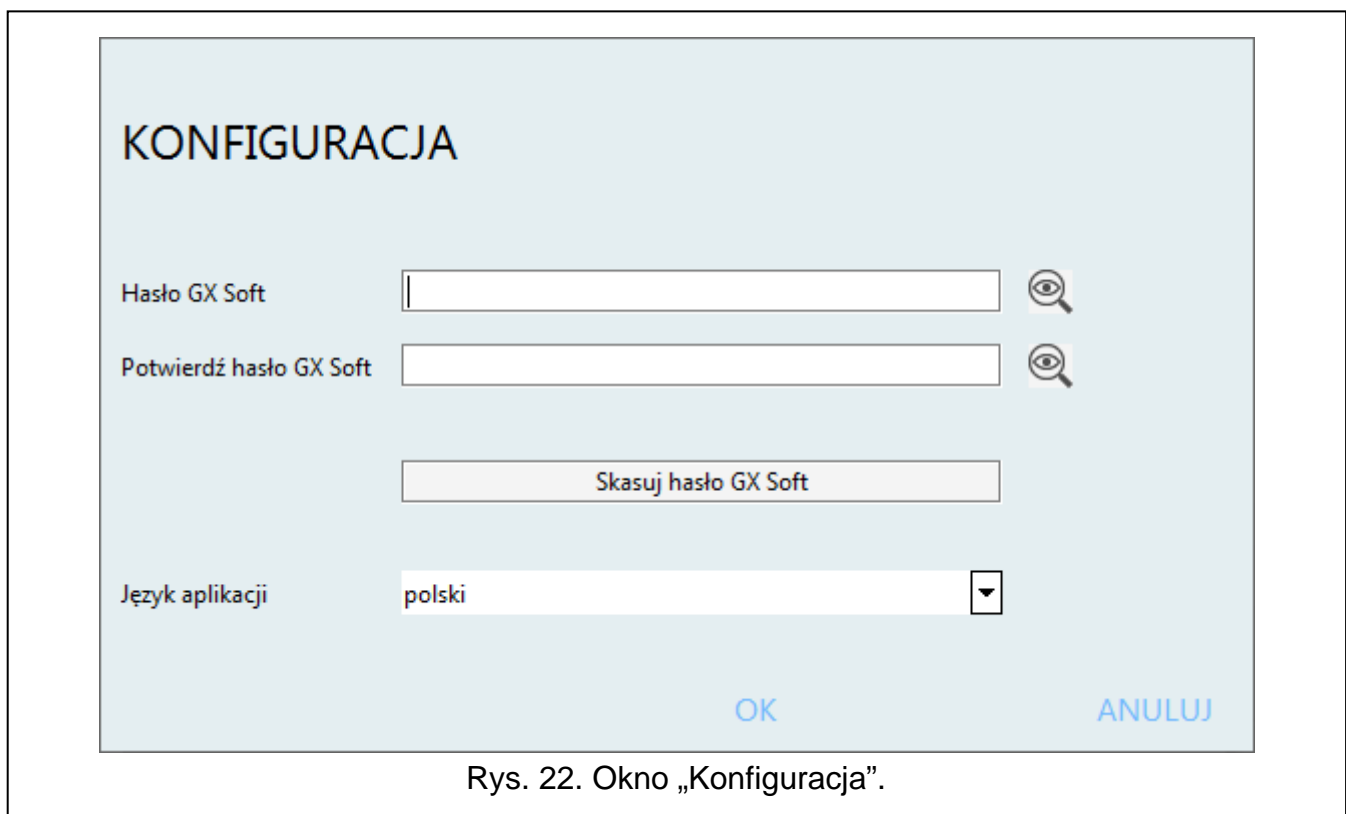 KONFIGURACJA
Hasło GX Soft
Potwierdź hasło GX Soft
Skasuj hasło GX Soft
Język aplikacji polski
OK ANULUJ
Rys. 22. Okno „Konfiguracja”.